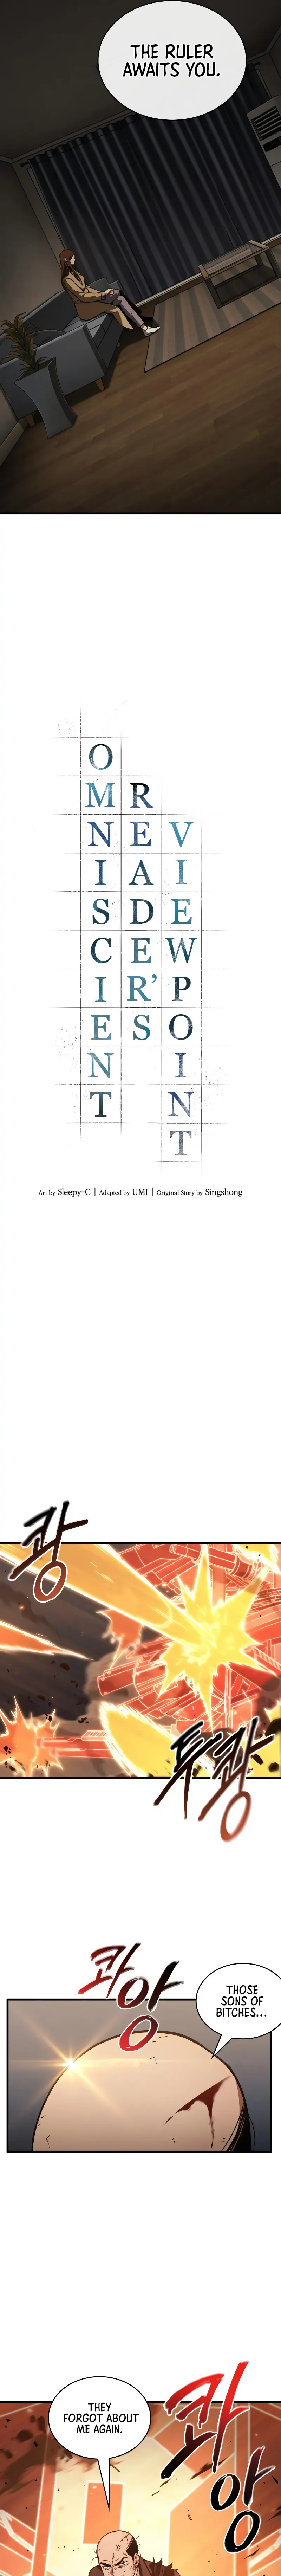 THE RULER
AWAITS YOU.
OMNISCIENT
READER'S
VIEWPOINT
Art by Sleepy-C | Adapted by UMI | Original Story by Singshong
쾅
투쾅
콰앙
THOSE
SONS OF
BITCHES...
콰앙
THEY
FORGOT ABOUT
ME AGAIN.